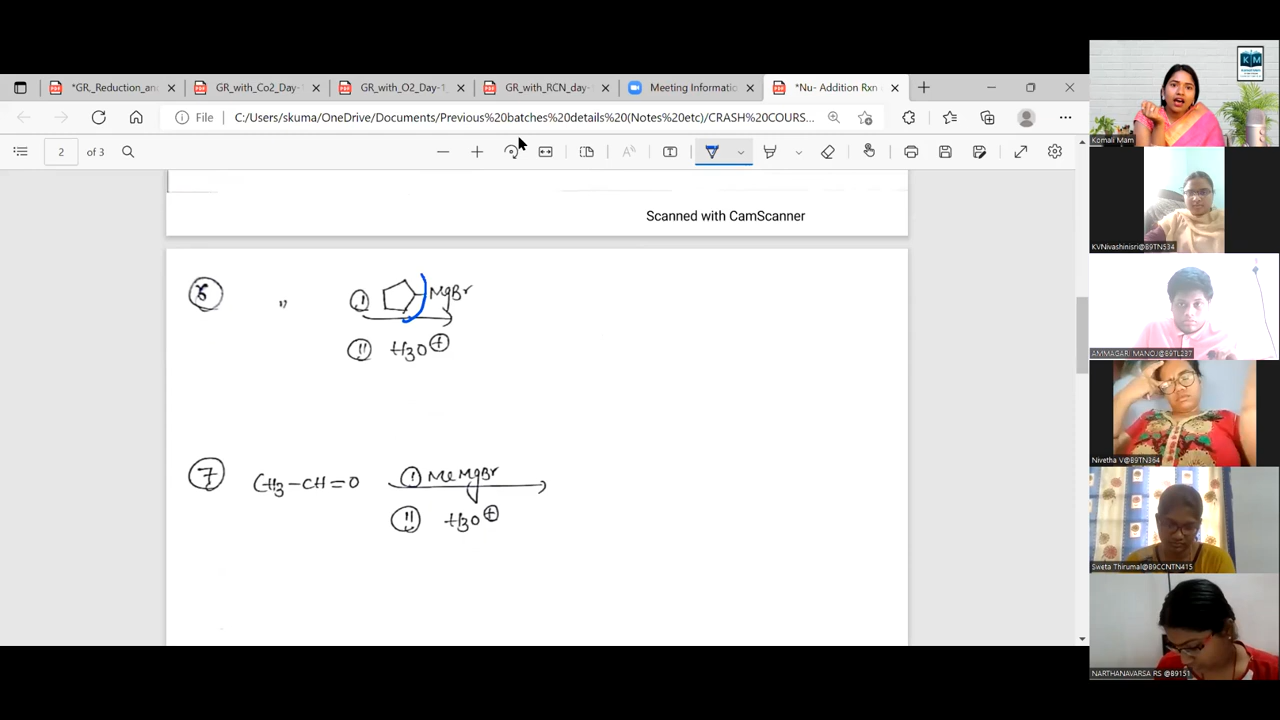 *GR_Reduction_an
GR_with_Co2_Day-
GR_with_O2_Day-1
GR_with_RCN_day-
Meeting Informatio
*Nu- Addition Rxn
File
C:/Users/skuma/OneDrive/Documents/Previous%20batches%20details%20(Notes%20etc)/CRASH%20COURS...
2 of 3
Scanned with CamScanner
6 " I MgBr
II H3O+
7 CH3-CH=O I MeMgBr
II H3O+
KM
Komali Mam
KVNivashinisri@B9TN534
AMMAGARI MANOJ@B9TL237
Nivetha V@B9TN364
Sweta Thirumal@B9CCNTN415
NARTHANAVARSA RS @B9151